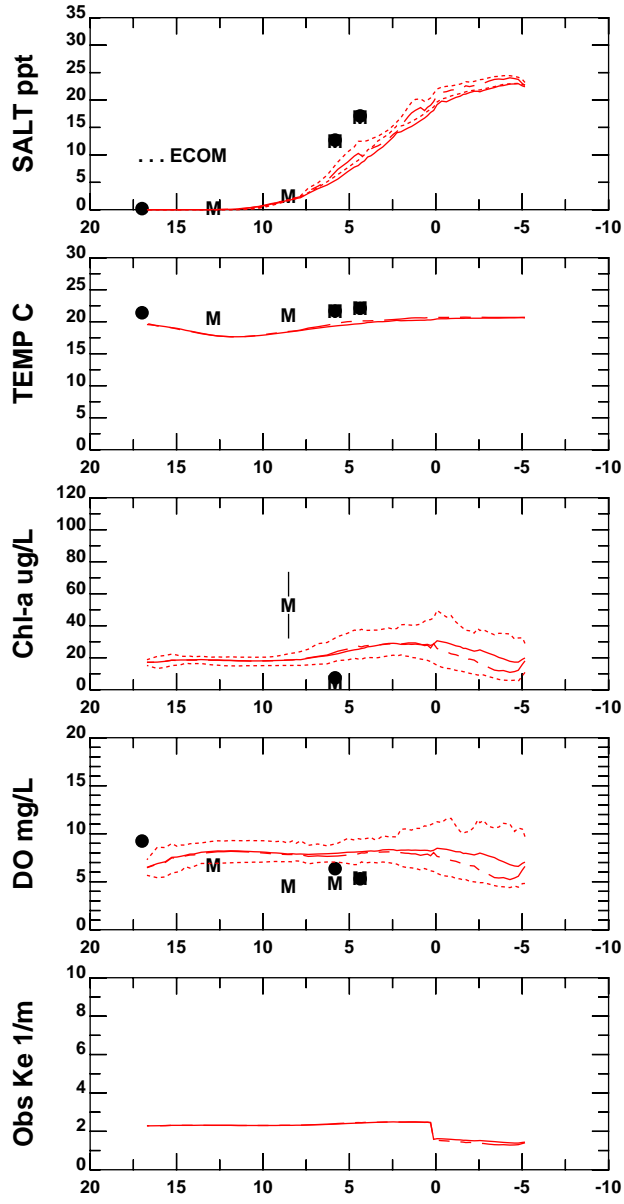 SALT ppt
35
30
25
20
15
10
5
0
. . . ECOM
M
M
M
M
20 15 10 5 0 -5 -10
TEMP C
30
25
20
15
10
5
0
M
M
M
M
20 15 10 5 0 -5 -10
Chl-a ug/L
120
100
80
60
40
20
0
M
M
20 15 10 5 0 -5 -10
DO mg/L
20
15
10
5
0
M
M
M
M
20 15 10 5 0 -5 -10
Obs Ke 1/m
10
8
6
4
2
0
20 15 10 5 0 -5 -10